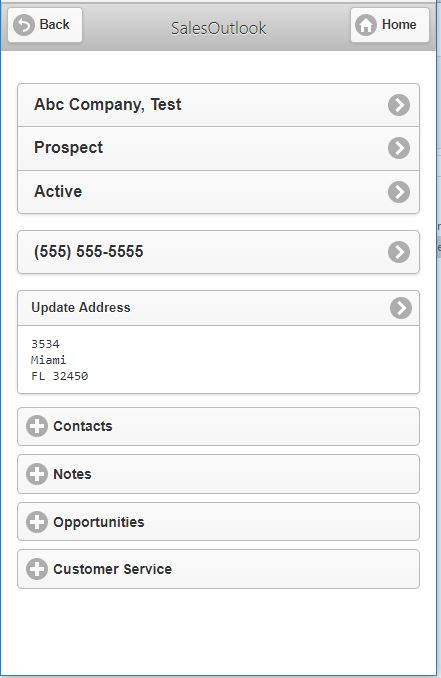 Back
SalesOutlook
Home
Abc Company, Test
Prospect
Active
(555) 555-5555
Update Address
3534
Miami
FL 32450
Contacts
Notes
Opportunities
Customer Service